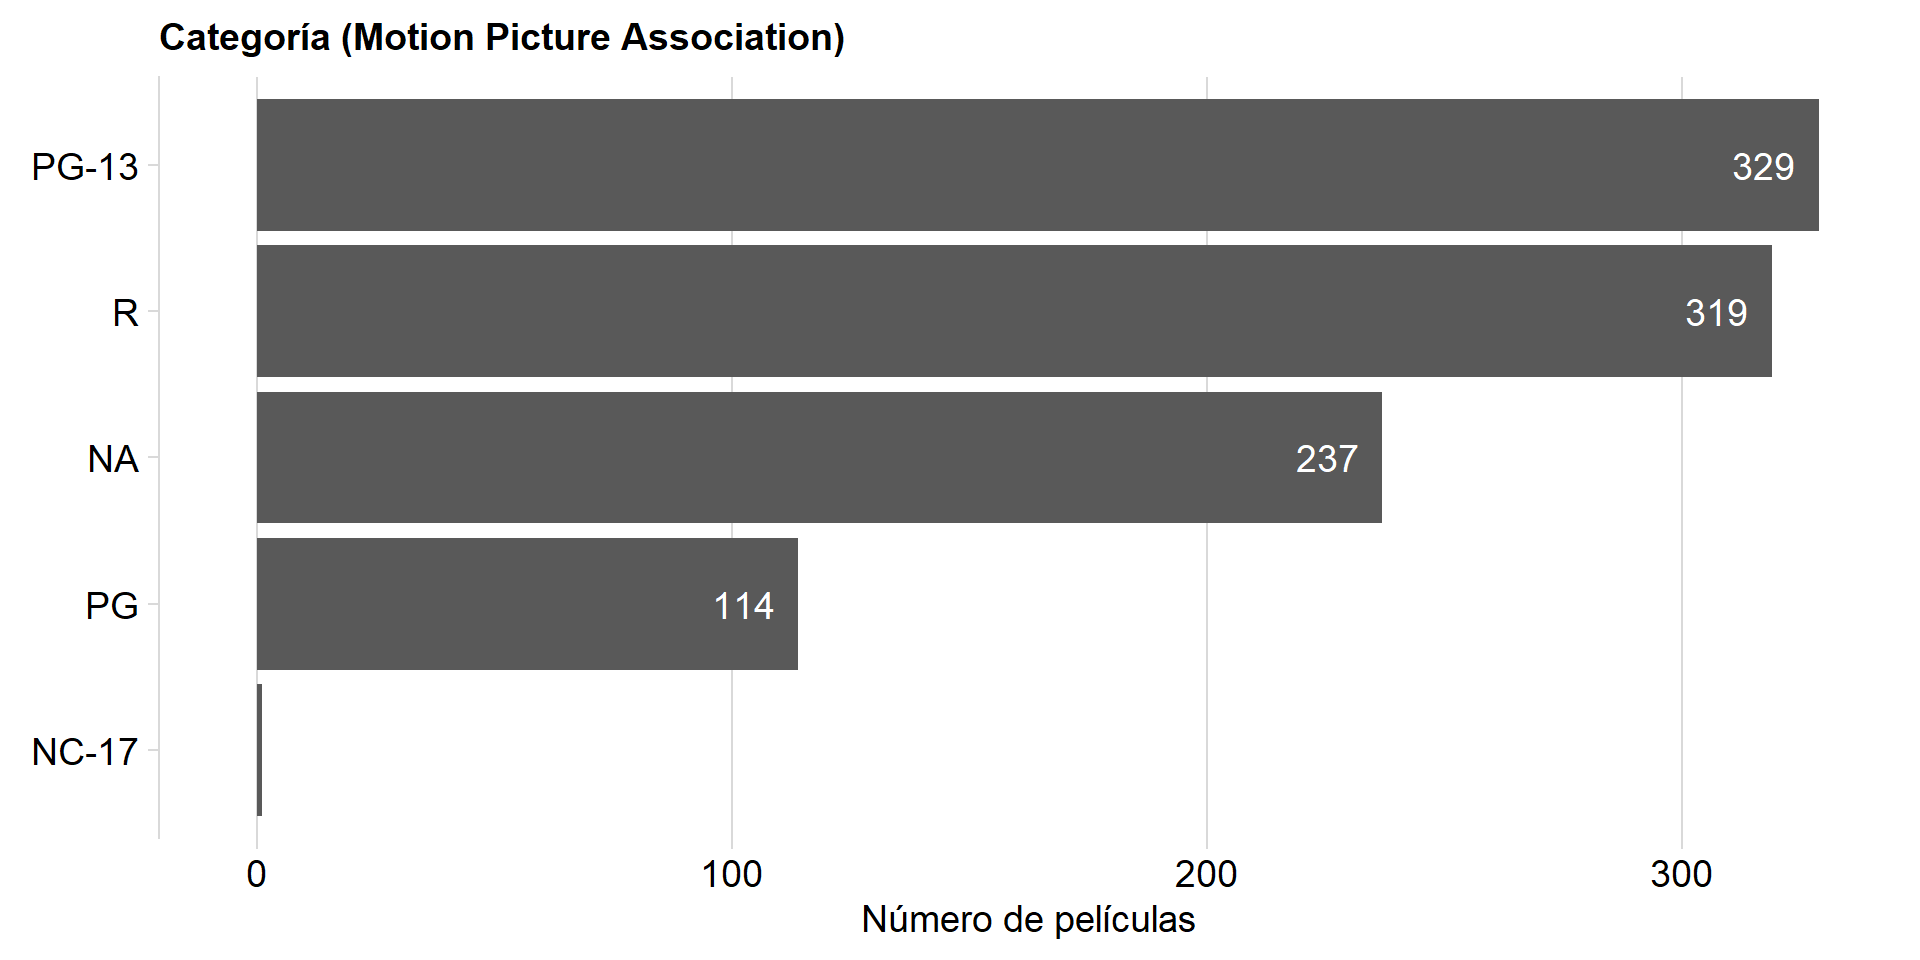 Categoría (Motion Picture Association)
PG-13
329
R
319
NA
237
PG
114
NC-17
0 100 200 300
Número de películas